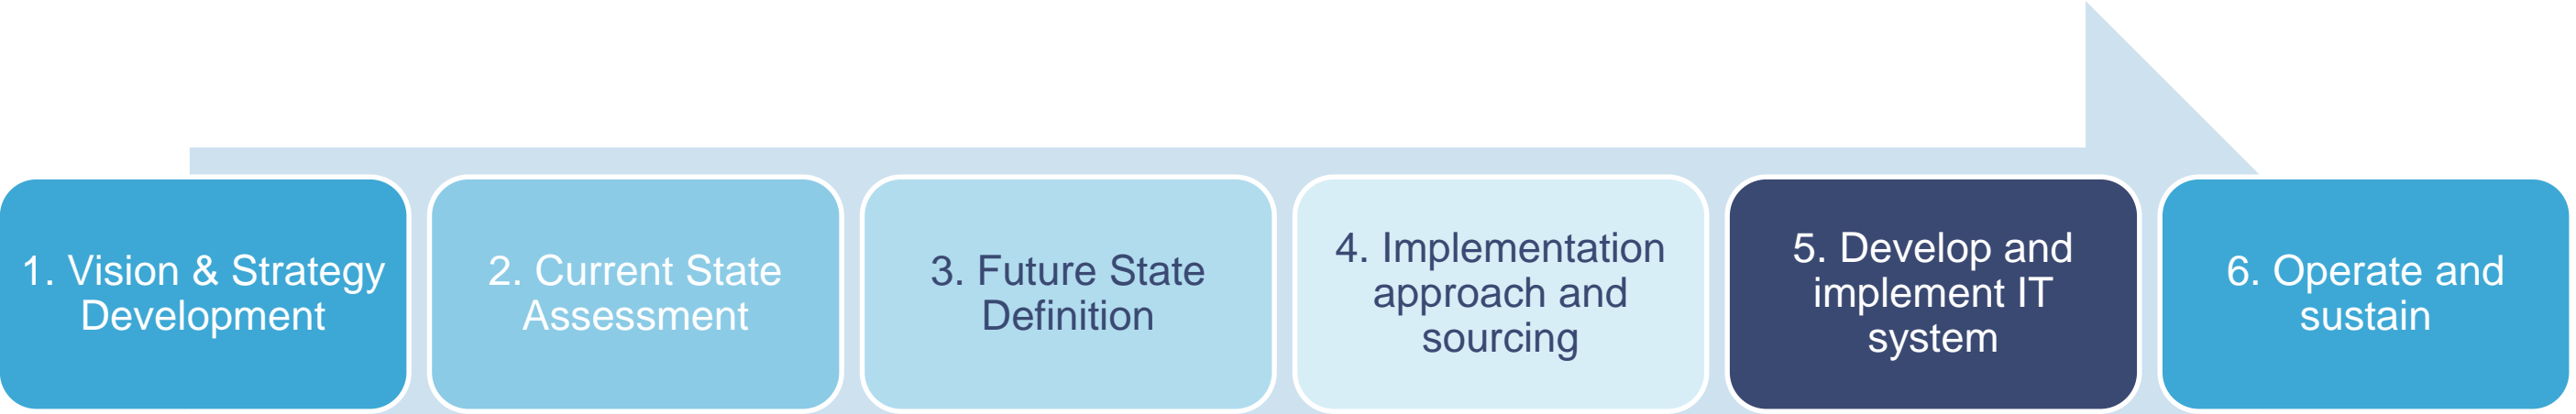 1. Vision & Strategy
Development
2. Current State
Assessment
3. Future State
Definition
4. Implementation
approach and
sourcing
5. Develop and
implement IT
system
6. Operate and
sustain